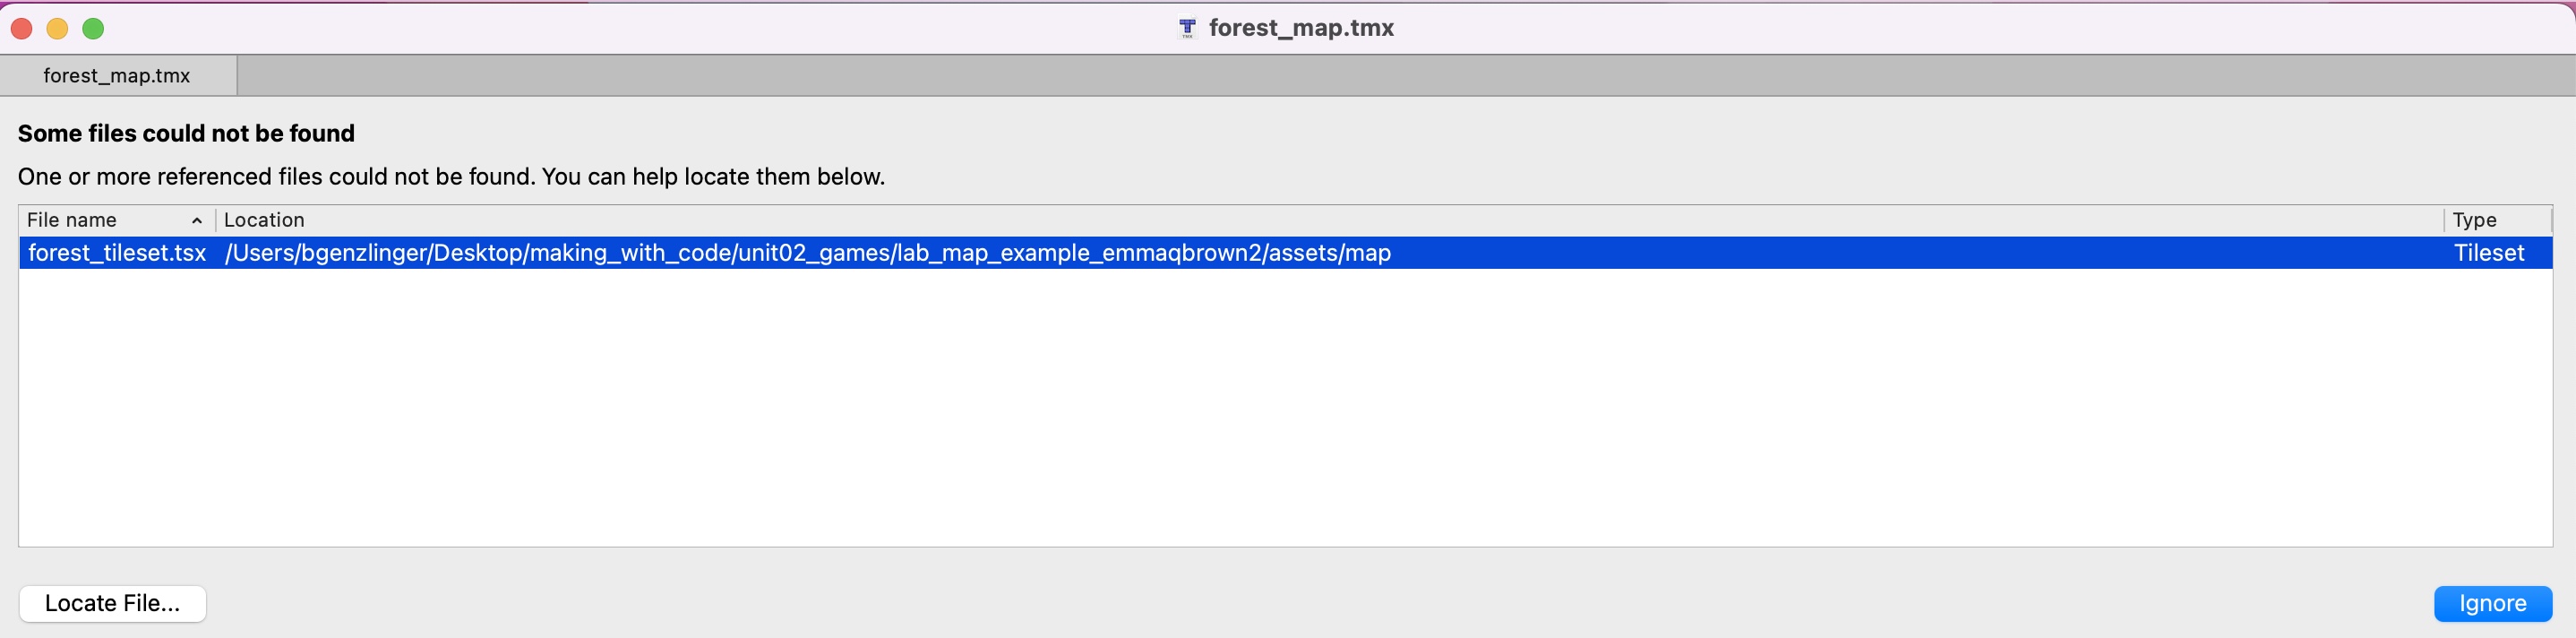 forest_map.tmx
forest_map.tmx
Some files could not be found
One or more referenced files could not be found. You can help locate them below.
File name Location Type
forest_tileset.tsx /Users/bgenzlinger/Desktop/making_with_code/unit02_games/lab_map_example_emmaqbrown2/assets/map Tileset
Locate File... Ignore